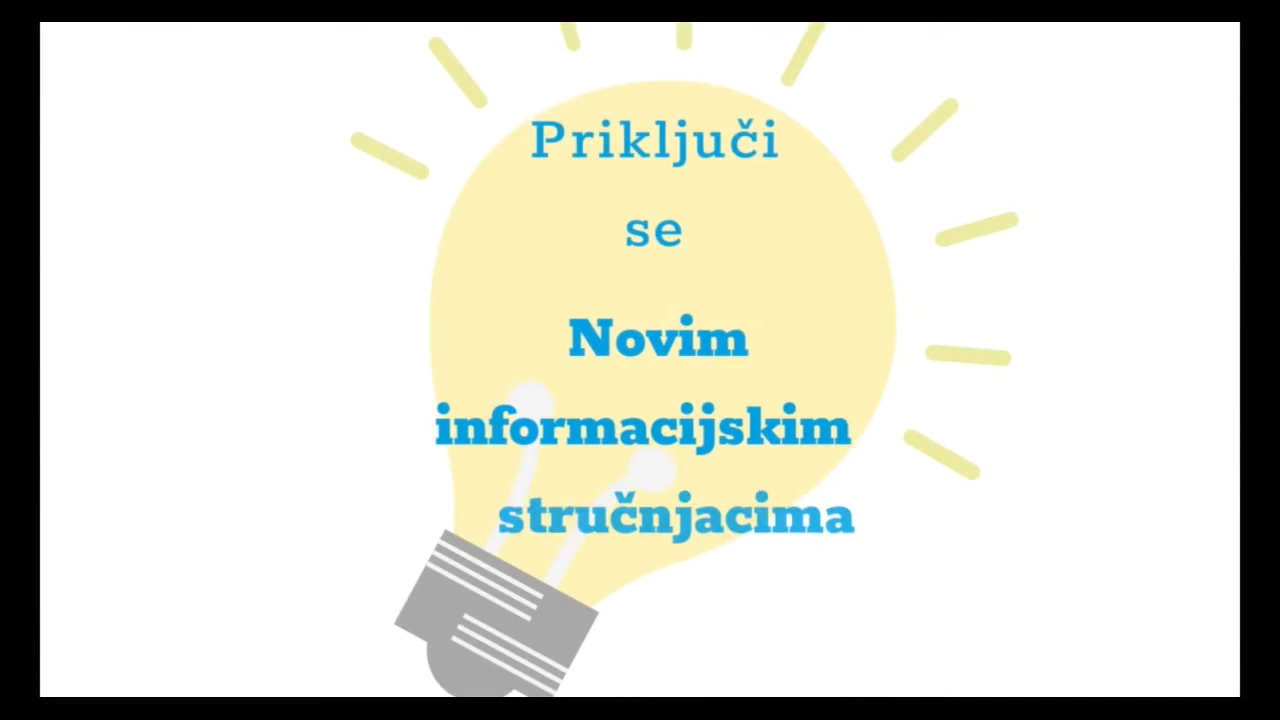 Priključi
se
Novim
informacijskim
stručnjacima